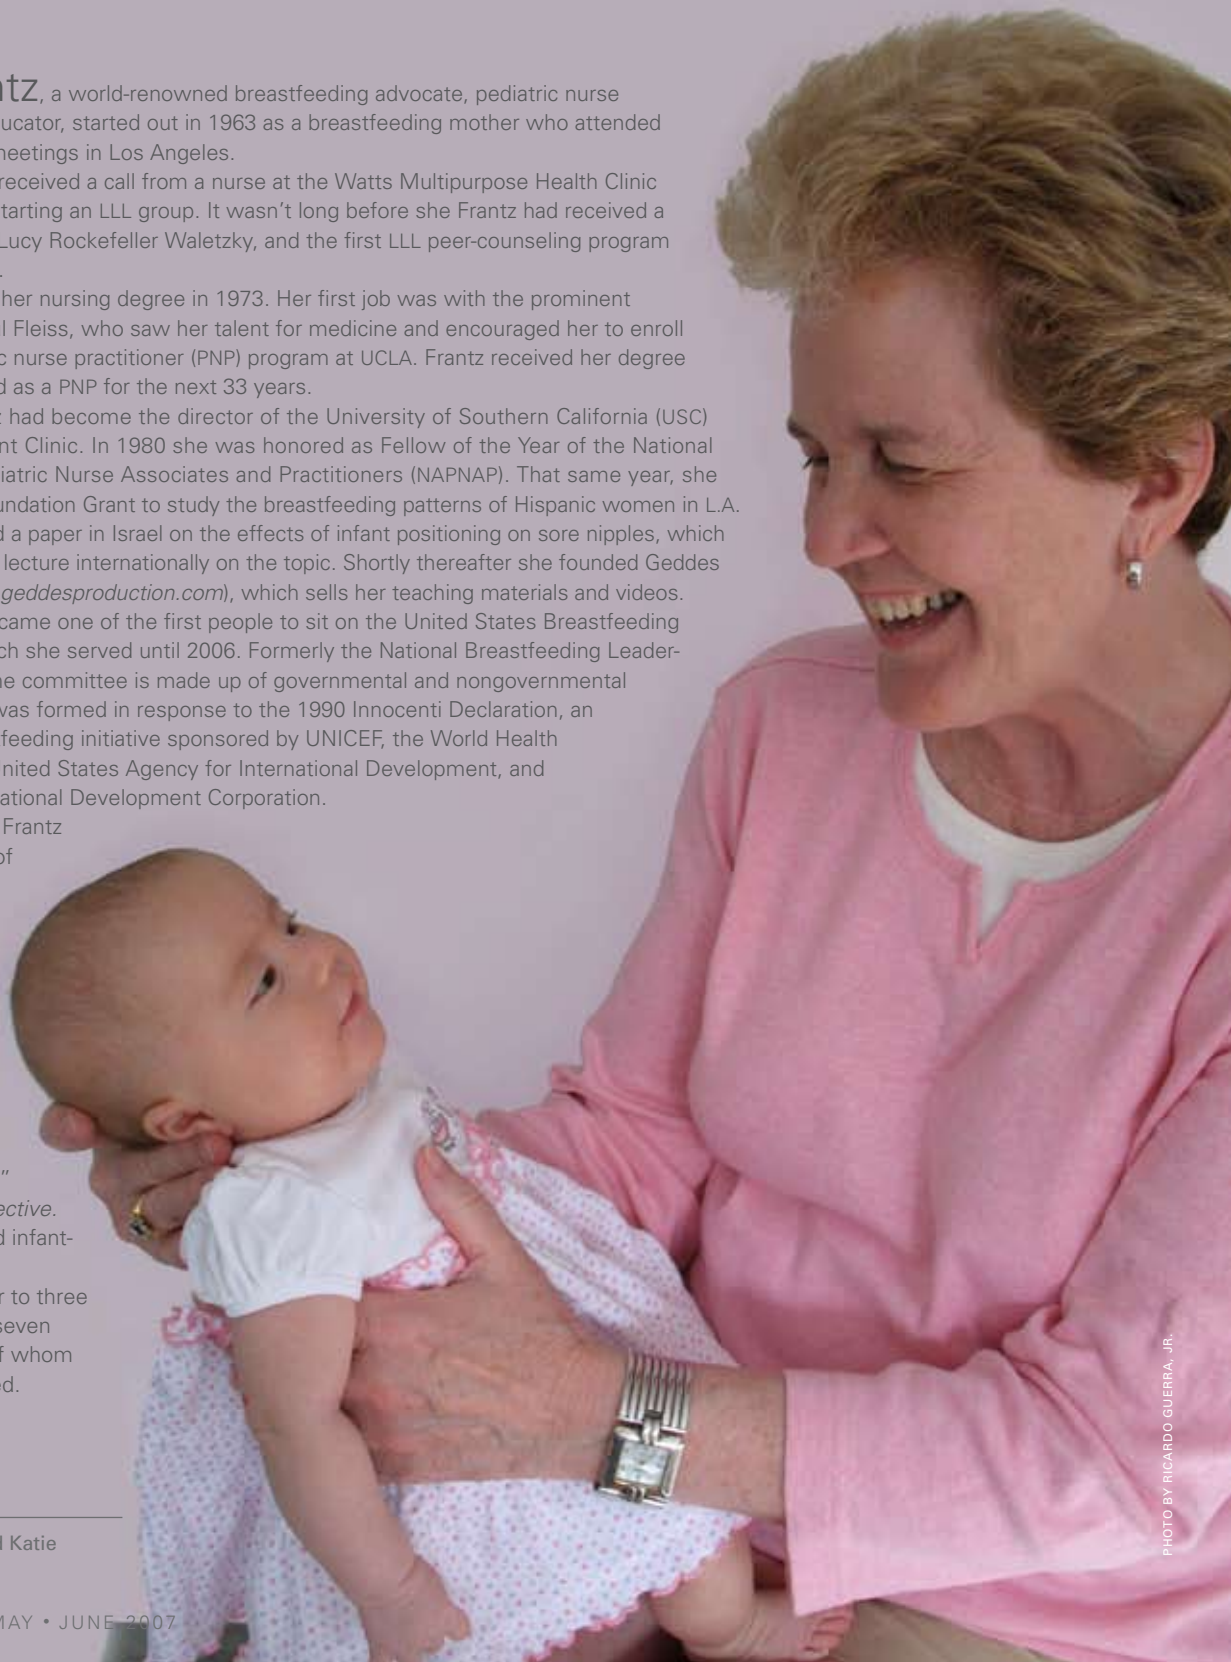 ntz, a world-renowned breastfeeding advocate, pediatric nurse
ucator, started out in 1963 as a breastfeeding mother who attended
meetings in Los Angeles.
received a call from a nurse at the Watts Multipurpose Health Clinic
tarting an LLL group. It wasn’t long before she Frantz had received a
Lucy Rockefeller Waletzky, and the first LLL peer-counseling program
.
her nursing degree in 1973. Her first job was with the prominent
l Fleiss, who saw her talent for medicine and encouraged her to enroll
c nurse practitioner (PNP) program at UCLA. Frantz received her degree
d as a PNP for the next 33 years.
z had become the director of the University of Southern California (USC)
nt Clinic. In 1980 she was honored as Fellow of the Year of the National
iatric Nurse Associates and Practitioners (NAPNAP). That same year, she
undation Grant to study the breastfeeding patterns of Hispanic women in L.A.
d a paper in Israel on the effects of infant positioning on sore nipples, which
lecture internationally on the topic. Shortly thereafter she founded Geddes
geddesproduction.com), which sells her teaching materials and videos.
came one of the first people to sit on the United States Breastfeeding
ch she served until 2006. Formerly the National Breastfeeding Leader-
he committee is made up of governmental and nongovernmental
was formed in response to the 1990 Innocenti Declaration, an
feeding initiative sponsored by UNICEF, the World Health
nited States Agency for International Development, and
ational Development Corporation.
Frantz
of
”
ective.
d infant-
r to three
seven
f whom
ed.
d Katie
MAY • JUNE 2007
PHOTO BY RICARDO GUERRA, JR.